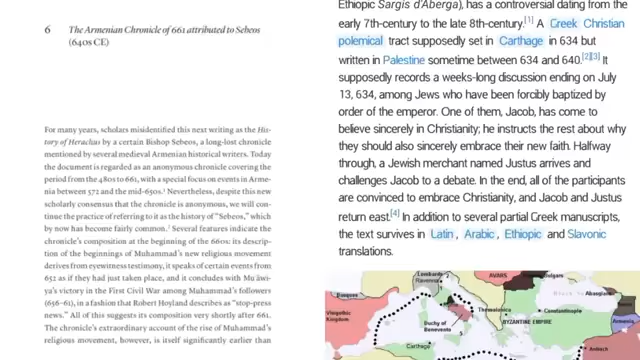 6 The Armenian Chronicle of 661 attributed to Sebeos
(640s CE)
For many years, scholars misidentified this next writing as the His-
tory of Heraclius by a certain Bishop Sebeos, a long-lost chronicle
mentioned by several medieval Armenian historical writers. Today
the document is regarded as an anonymous chronicle covering the
period from the 480s to 661, with a special focus on events in Arme-
nia between 572 and the mid-650s.¹ Nevertheless, despite this new
scholarly consensus that the chronicle is anonymous, we will con-
tinue the practice of referring to it as the history of "Sebeos," which
by now has become fairly common.² Several features indicate the
chronicle's composition at the beginning of the 660s: its descrip-
tion of the beginnings of Muhammad's new religious movement
derives from eyewitness testimony, it speaks of certain events from
652 as if they had just taken place, and it concludes with Muʿāwi-
ya's victory in the First Civil War among Muhammad's followers
(656–61), in a fashion that Robert Hoyland describes as "stop-press
news." All of this suggests its composition very shortly after 661.
The chronicle's extraordinary account of the rise of Muhammad's
religious movement, however, is itself significantly earlier than
Ethiopic Sargis d'Aberga), has a controversial dating from the
early 7th-century to the late 8th-century.[1] A Greek Christian
polemical tract supposedly set in Carthage in 634 but
written in Palestine sometime between 634 and 640.[2][3] It
supposedly records a weeks-long discussion ending on July
13, 634, among Jews who have been forcibly baptized by
order of the emperor. One of them, Jacob, has come to
believe sincerely in Christianity; he instructs the rest about why
they should also sincerely embrace their new faith. Halfway
through, a Jewish merchant named Justus arrives and
challenges Jacob to a debate. In the end, all of the participants
are convinced to embrace Christianity, and Jacob and Justus
return east.[4] In addition to several partial Greek manuscripts,
the text survives in Latin , Arabic , Ethiopic and Slavonic
translations.
Lombards
Ravenna
AVARS
Basques
Visigothic
Kingdom
Rome
Duchy of
Benevento
Thessalonica
Constantinople
BYZANTINE EMPIRE
Abasgians
Armenia
Carthage
Antioch